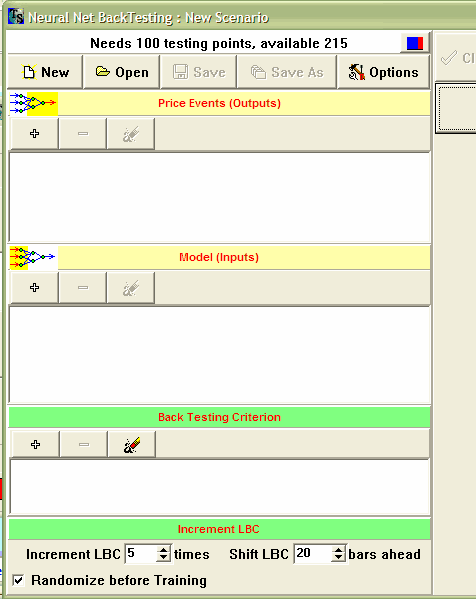 Neural Net BackTesting : New Scenario
Needs 100 testing points, available 215
New Open Save Save As Options
Price Events (Outputs)
Model (Inputs)
Back Testing Criterion
Increment LBC
Increment LBC 5 times Shift LBC 20 bars ahead
Randomize before Training